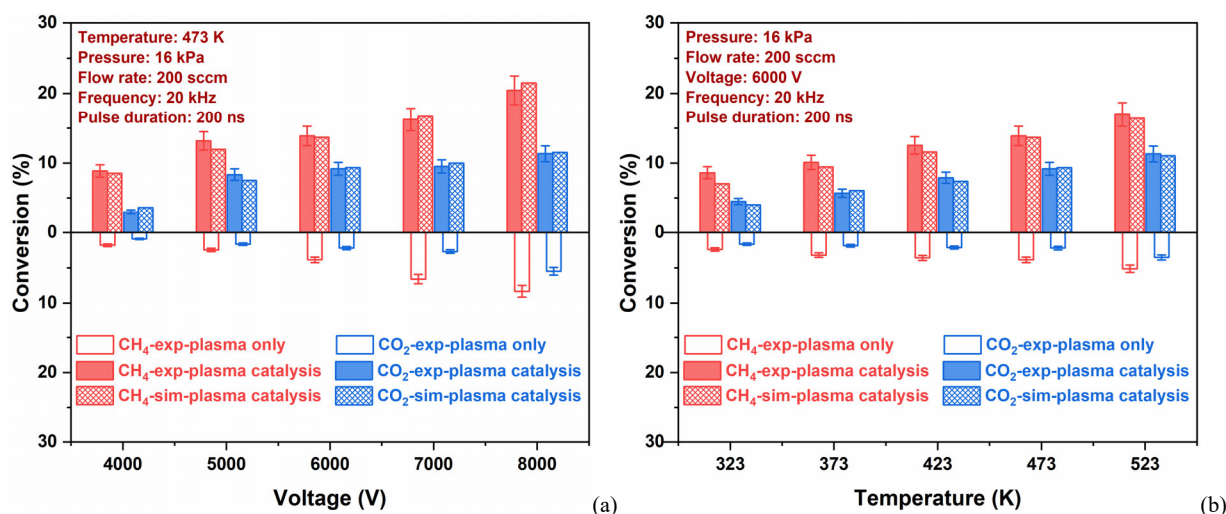 Temperature: 473 K
Pressure: 16 kPa
Flow rate: 200 sccm
Frequency: 20 kHz
Pulse duration: 200 ns
Conversion (%)
30
20
10
0
10
20
30
CH₄-exp-plasma only
CO₂-exp-plasma only
CH₄-exp-plasma catalysis
CO₂-exp-plasma catalysis
CH₄-sim-plasma catalysis
CO₂-sim-plasma catalysis
4000 5000 6000 7000 8000
Voltage (V)
(a)
Pressure: 16 kPa
Flow rate: 200 sccm
Voltage: 6000 V
Frequency: 20 kHz
Pulse duration: 200 ns
Conversion (%)
30
20
10
0
10
20
30
CH₄-exp-plasma only
CO₂-exp-plasma only
CH₄-exp-plasma catalysis
CO₂-exp-plasma catalysis
CH₄-sim-plasma catalysis
CO₂-sim-plasma catalysis
323 373 423 473 523
Temperature (K)
(b)